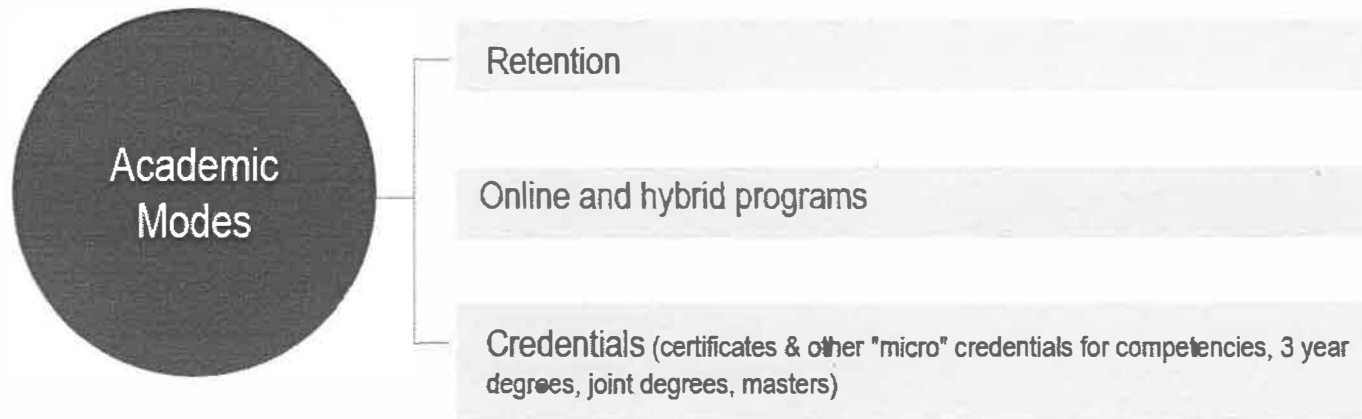 Academic
Modes
Retention
Online and hybrid programs
Credentials (certificates & other "micro" credentials for competencies, 3 year
degrees, joint degrees, masters)